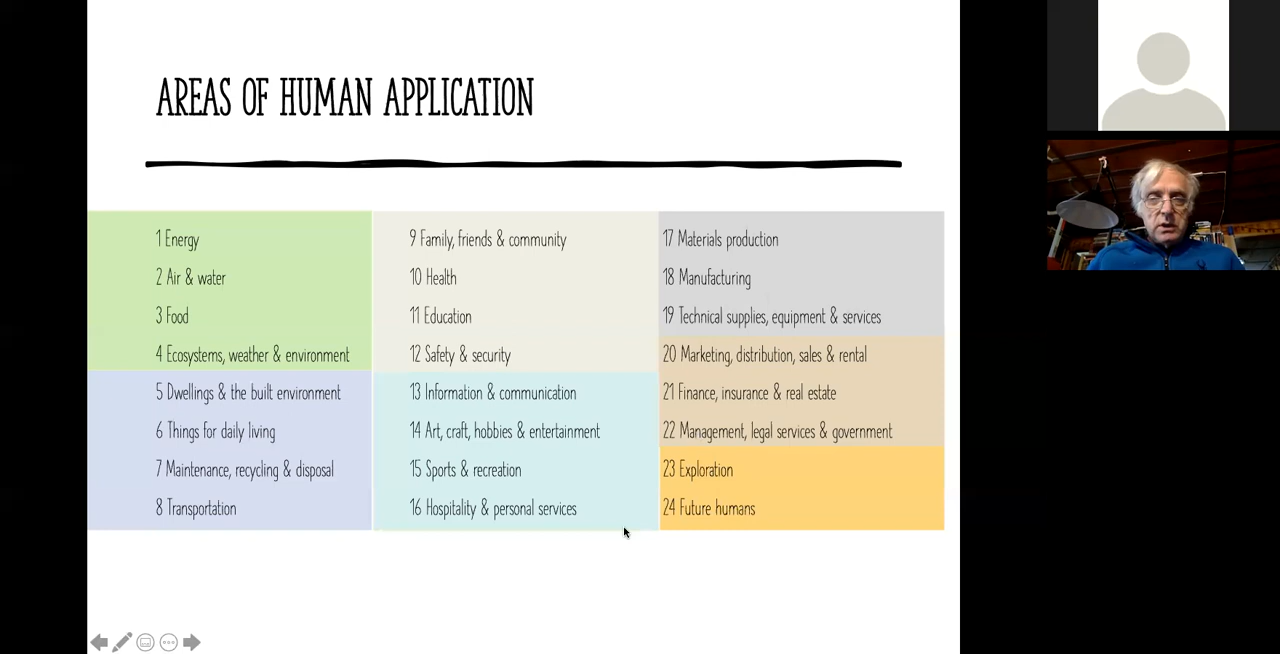 AREAS OF HUMAN APPLICATION
1 Energy
2 Air & water
3 Food
4 Ecosystems, weather & environment
5 Dwellings & the built environment
6 Things for daily living
7 Maintenance, recycling & disposal
8 Transportation
9 Family, friends & community
10 Health
11 Education
12 Safety & security
13 Information & communication
14 Art, craft, hobbies & entertainment
15 Sports & recreation
16 Hospitality & personal services
17 Materials production
18 Manufacturing
19 Technical supplies, equipment & services
20 Marketing, distribution, sales & rental
21 Finance, insurance & real estate
22 Management, legal services & government
23 Exploration
24 Future humans